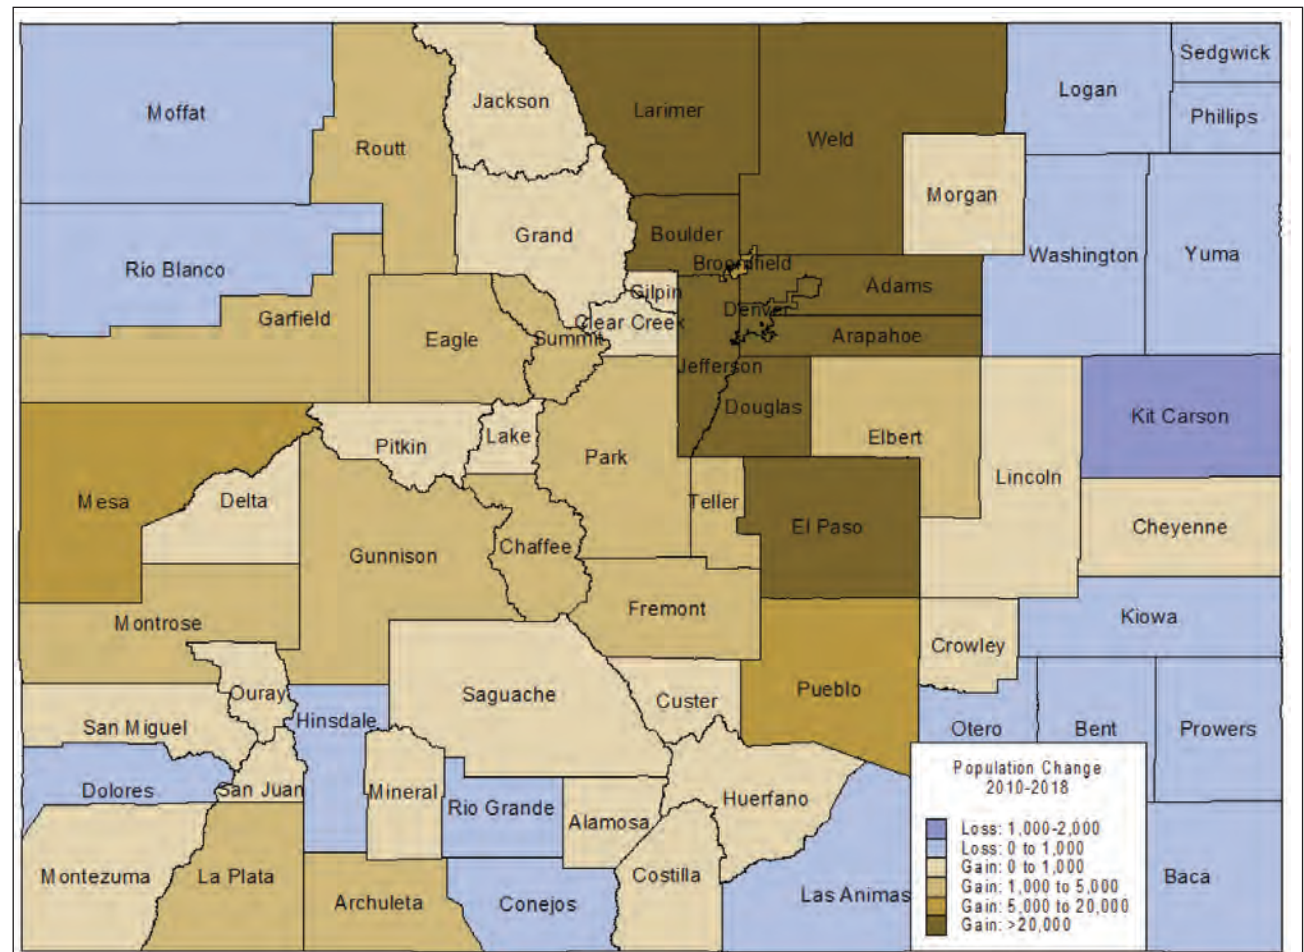 Sedgwick
Logan
Jackson
Larimer
Moffat
Phillips
Weld
Routt
Morgan
Grand
Boulder
Washington
Yuma
Rio Blanco
Broomfield
Gilpin
Adams
Garfield
Denver
Clear Creek
Eagle
Summit
Arapahoe
Jefferson
Douglas
Kit Carson
Lake
Elbert
Pitkin
Park
Lincoln
Mesa
Delta
Teller
El Paso
Cheyenne
Chaffee
Gunnison
Fremont
Kiowa
Montrose
Crowley
Ouray
Saguache
Pueblo
Custer
Hinsdale
San Miguel
Otero
Bent
Prowers
Dolores
San Juan
Mineral
Huerfano
Rio Grande
Alamosa
Montezuma
La Plata
Costilla
Baca
Las Animas
Archuleta
Conejos
Population Change
2010-2018
Loss: 1,000-2,000
Loss: 0 to 1,000
Gain: 0 to 1,000
Gain: 1,000 to 5,000
Gain: 5,000 to 20,000
Gain: >20,000